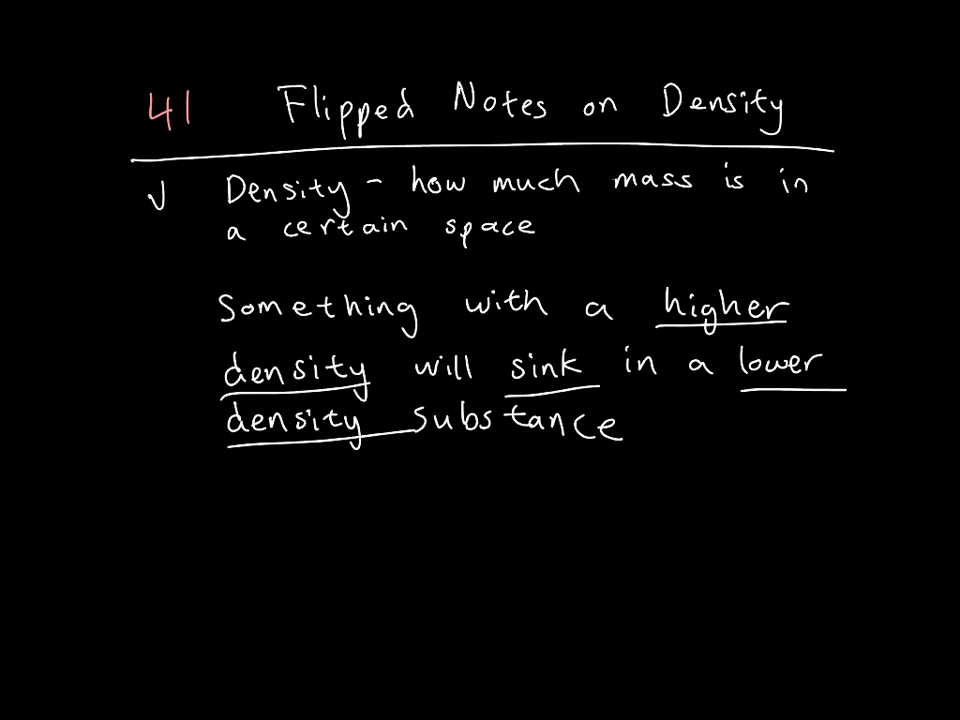 41 Flipped Notes on Density
√ Density - how much mass is in
a certain space
Something with a higher
density will sink in a lower
density substance